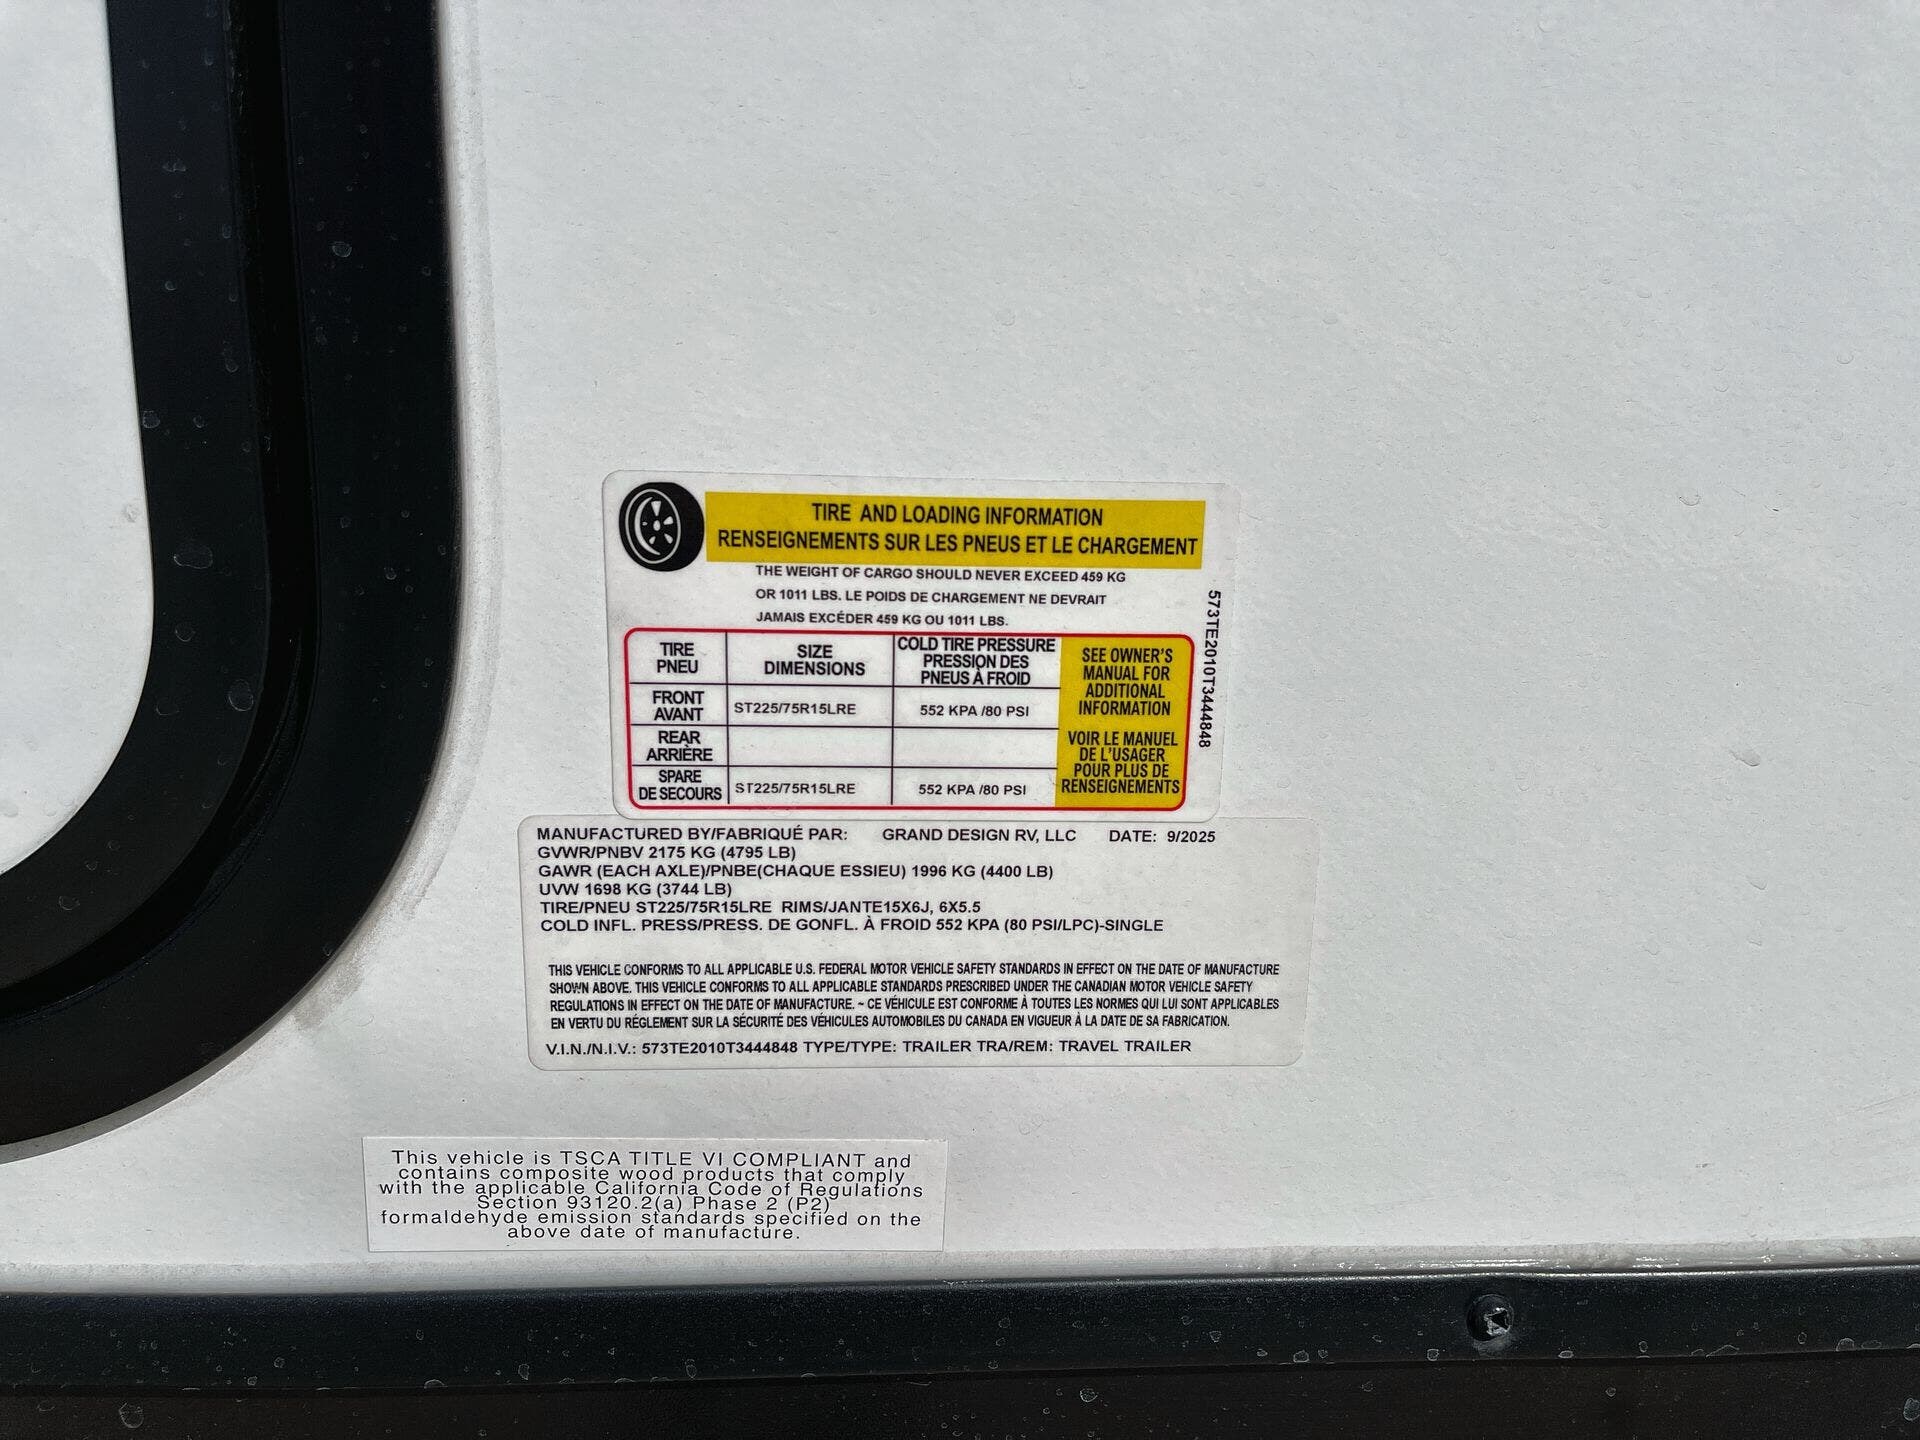 TIRE AND LOADING INFORMATION
RENSEIGNEMENTS SUR LES PNEUS ET LE CHARGEMENT
THE WEIGHT OF CARGO SHOULD NEVER EXCEED 459 KG
OR 1011 LBS. LE POIDS DE CHARGEMENT NE DEVRAIT
JAMAIS EXCÉDER 459 KG OU 1011 LBS.
TIRE
PNEU
SIZE
DIMENSIONS
COLD TIRE PRESSURE
PRESSION DES
PNEUS À FROID
FRONT
AVANT
ST225/75R15LRE
552 KPA /80 PSI
REAR
ARRIÈRE
SPARE
DE SECOURS
ST225/75R15LRE
552 KPA /80 PSI
SEE OWNER'S
MANUAL FOR
ADDITIONAL
INFORMATION
VOIR LE MANUEL
DE L'USAGER
POUR PLUS DE
RENSEIGNEMENTS
573TE2010T3444848
MANUFACTURED BY/FABRIQUÉ PAR: GRAND DESIGN RV, LLC DATE: 9/2025
GVWR/PNBV 2175 KG (4795 LB)
GAWR (EACH AXLE)/PNBE(CHAQUE ESSIEU) 1996 KG (4400 LB)
UVW 1698 KG (3744 LB)
TIRE/PNEU ST225/75R15LRE RIMS/JANTE15X6J, 6X5.5
COLD INFL. PRESS/PRESS. DE GONFL. À FROID 552 KPA (80 PSI/LPC)-SINGLE
THIS VEHICLE CONFORMS TO ALL APPLICABLE U.S. FEDERAL MOTOR VEHICLE SAFETY STANDARDS IN EFFECT ON THE DATE OF MANUFACTURE
SHOWN ABOVE. THIS VEHICLE CONFORMS TO ALL APPLICABLE STANDARDS PRESCRIBED UNDER THE CANADIAN MOTOR VEHICLE SAFETY
REGULATIONS IN EFFECT ON THE DATE OF MANUFACTURE. ~ CE VÉHICULE EST CONFORME À TOUTES LES NORMES QUI LUI SONT APPLICABLES
EN VERTU DU RÉGLEMENT SUR LA SÉCURITÉ DES VÉHICULES AUTOMOBILES DU CANADA EN VIGUEUR À LA DATE DE SA FABRICATION.
V.I.N./N.I.V.: 573TE2010T3444848 TYPE/TYPE: TRAILER TRA/REM: TRAVEL TRAILER
This vehicle is TSCA TITLE VI COMPLIANT and
contains composite wood products that comply
with the applicable California Code of Regulations
Section 93120.2(a) Phase 2 (P2)
formaldehyde emission standards specified on the
above date of manufacture.